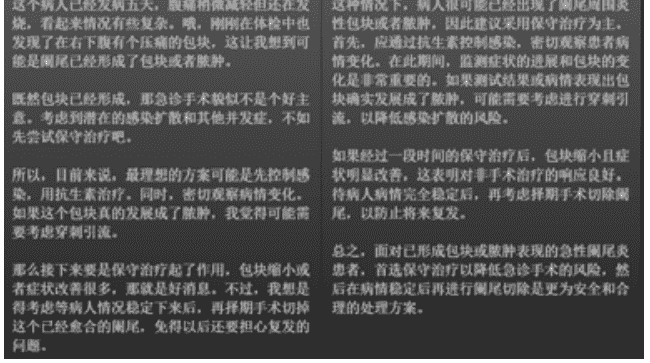 这个病人已经发病五天，腹痛稍微减轻但还在发
烧，看起来情况有些复杂。哦，刚刚在体检中也
发现了在右下腹有个压痛的包块，这让我想到可
能是阑尾已经形成了包块或者脓肿。
既然包块已经形成，那急诊手术貌似不是个好主
意。考虑到潜在的感染扩散和其他并发症，不如
先尝试保守治疗吧。
所以，目前来说，最理想的方案可能是先控制感
染，用抗生素治疗。同时，密切观察病情变化。
如果这个包块真的发展成了脓肿，我觉得可能需
要考虑穿刺引流。
那么接下来要是保守治疗起了作用，包块缩小或
者症状改善很多，那就是好消息。不过，我想是
得考虑等病人情况稳定下来后，再择期手术切掉
这个已经愈合的阑尾，免得以后还要担心复发的
问题。
这种情况下，病人很可能已经出现了阑尾周围炎
性包块或者脓肿，因此建议采用保守治疗为主。
首先，应通过抗生素控制感染，密切观察患者病
情变化。在此期间，监测症状的进展和包块的变
化是非常重要的。如果测试结果或病情表现出包
块确实发展成了脓肿，可能需要考虑进行穿刺引
流，以降低感染扩散的风险。
如果经过一段时间的保守治疗后，包块缩小且症
状明显改善，这表明对非手术治疗的响应良好。
待病人病情完全稳定后，再考虑择期手术切除阑
尾，以防止将来复发。
总之，面对已形成包块或脓肿表现的急性阑尾炎
患者，首选保守治疗以降低急诊手术的风险，然
后在病情稳定后再进行阑尾切除是更为安全和合
理的处理方案。